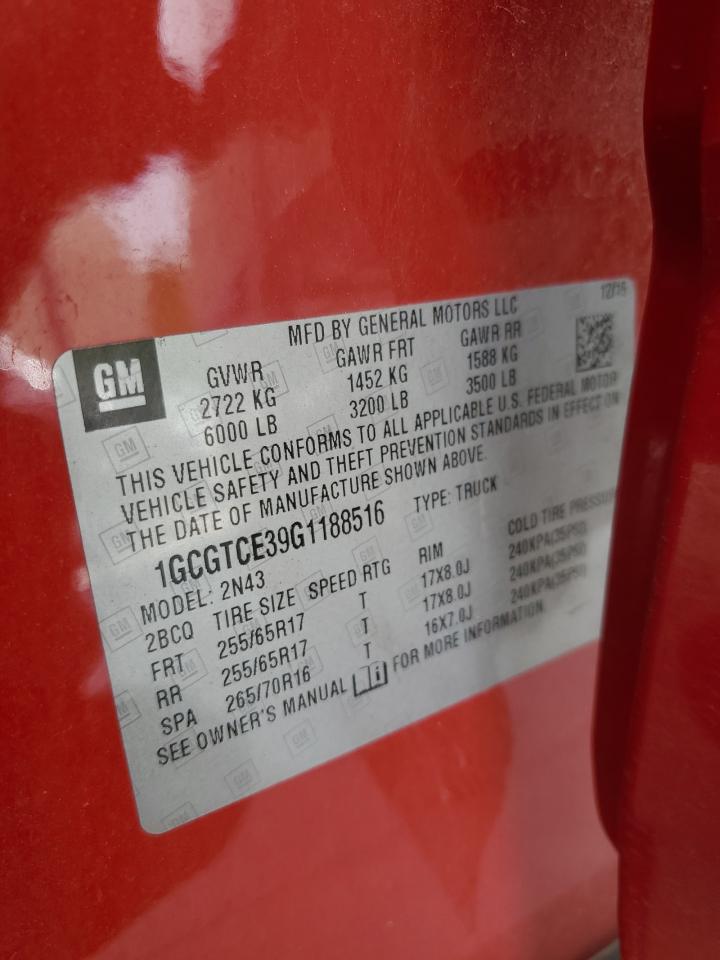 12/15
MFD BY GENERAL MOTORS LLC
GM
GVWR GAWR FRT GAWR RR
2722 KG 1452 KG 1588 KG
6000 LB 3200 LB 3500 LB
THIS VEHICLE CONFORMS TO ALL APPLICABLE U.S. FEDERAL MOTOR
VEHICLE SAFETY AND THEFT PREVENTION STANDARDS IN EFFECT ON
THE DATE OF MANUFACTURE SHOWN ABOVE.
1GCGTCE39G1188516 TYPE: TRUCK
MODEL: 2N43
2BCQ TIRE SIZE SPEED RTG RIM COLD TIRE PRESSURE
FRT 255/65R17 T 17X8.0J 240KPA(35PSI)
RR 255/65R17 T 17X8.0J 240KPA(35PSI)
SPA 265/70R16 T 16X7.0J 240KPA(35PSI)
SEE OWNER'S MANUAL FOR MORE INFORMATION.